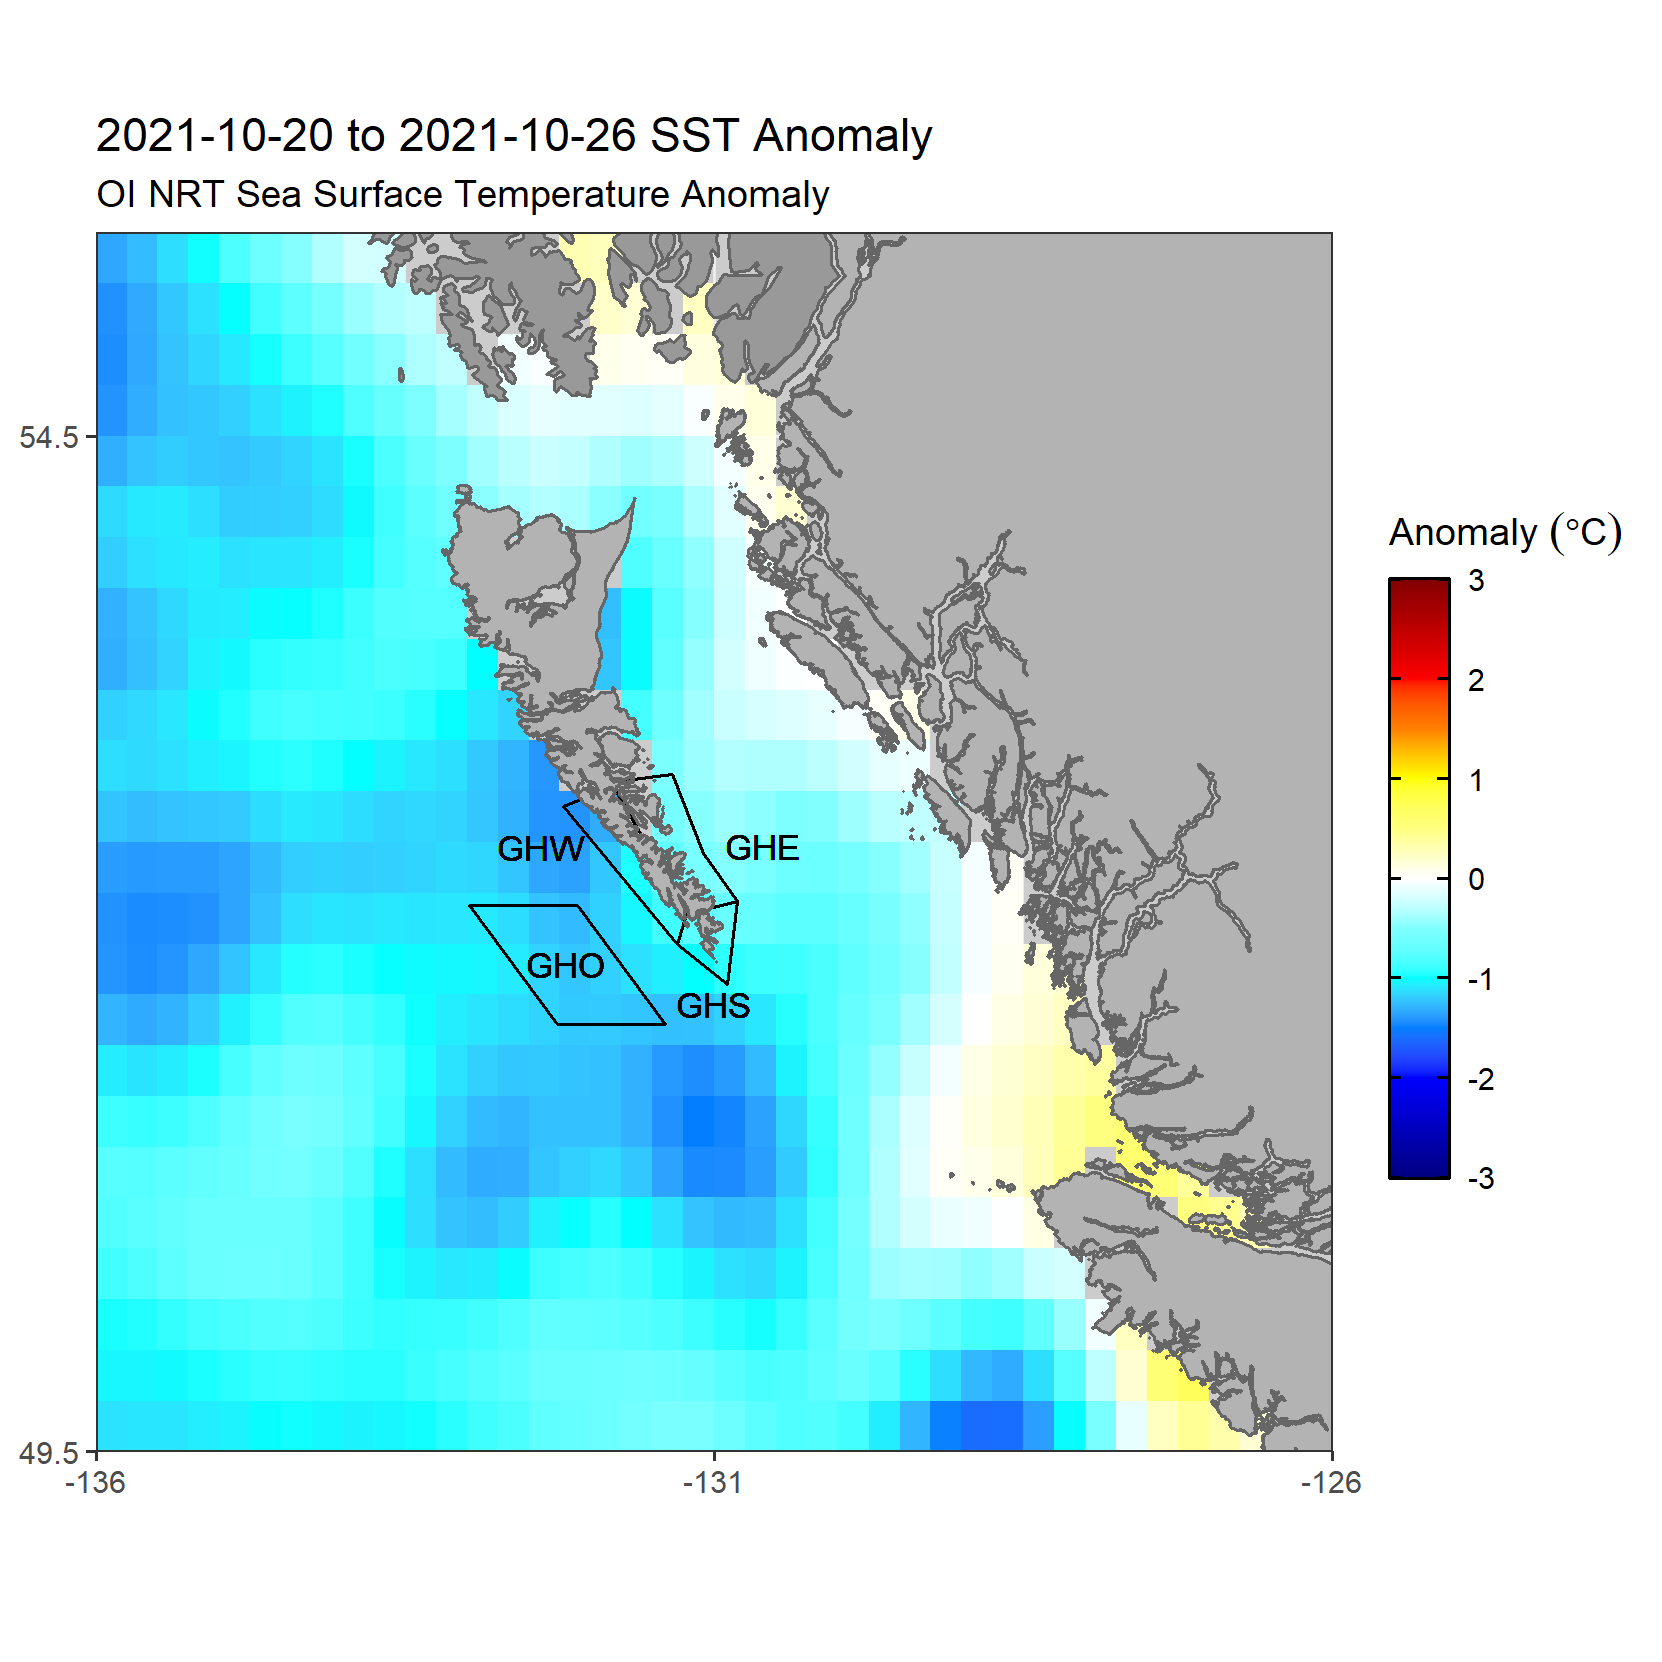 2021-10-20 to 2021-10-26 SST Anomaly
OI NRT Sea Surface Temperature Anomaly
54.5
49.5
-136
-131
-126
GHW
GHE
GHO
GHS
Anomaly (°C)
3
2
1
0
-1
-2
-3